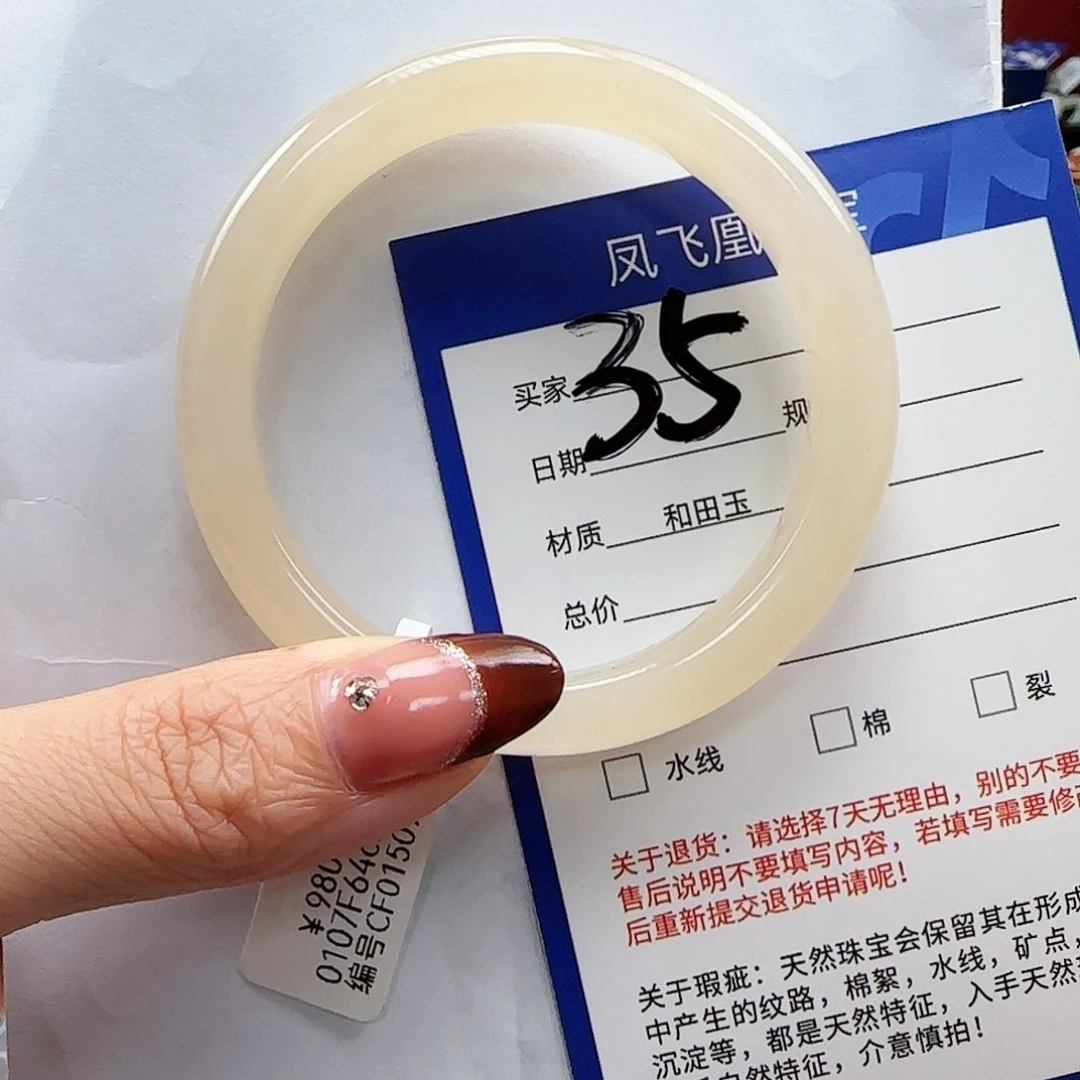 凤飞凰
35
买家
日期 规
材质 和田玉
总价
水线 棉 裂
关于退货：请选择7天无理由，别的不要
售后说明不要填写内容，若填写需要修
后重新提交退货申请呢！
关于瑕疵：天然珠宝会保留其在形成
中产生的纹路，棉絮，水线，矿点，
沉淀等，都是天然特征，入手天然
自然特征，介意慎拍！
￥980
0107F640
编号CF0150